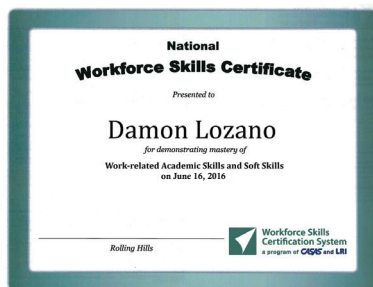 National
Workforce Skills Certificate
Presented to
Damon Lozano
for demonstrating mastery of
Work-related Academic Skills and Soft Skills
on June 16, 2016
Rolling Hills
Workforce Skills
Certification System
a program of CASAS and LRI